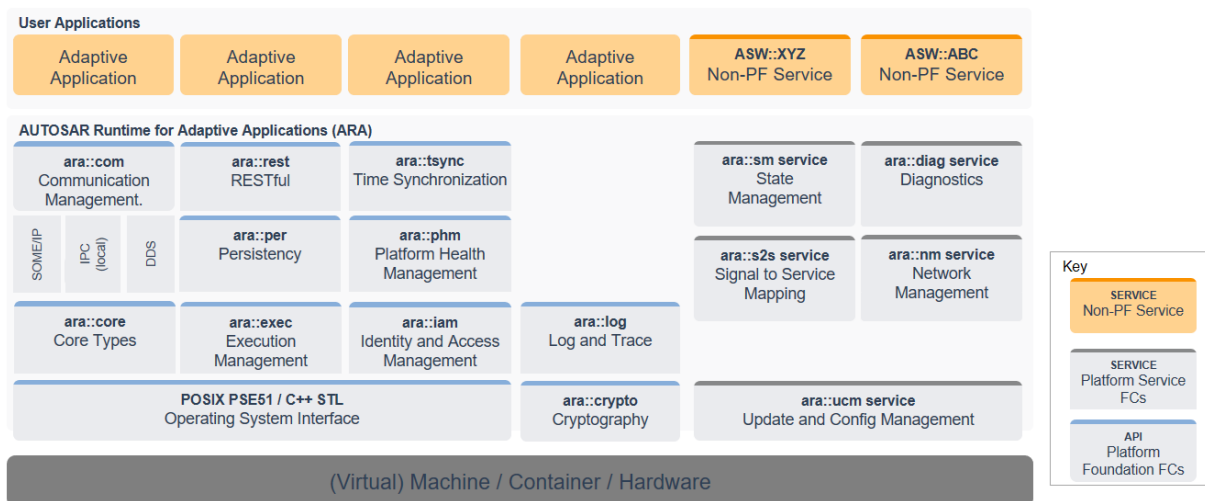 User Applications
Adaptive
Application
Adaptive
Application
Adaptive
Application
Adaptive
Application
ASW::XYZ
Non-PF Service
ASW::ABC
Non-PF Service
AUTOSAR Runtime for Adaptive Applications (ARA)
ara::com
Communication
Management.
ara::rest
RESTful
ara::tsync
Time Synchronization
ara::sm service
State
Management
ara::diag service
Diagnostics
SOME/IP
IPC
(local)
DDS
ara::per
Persistency
ara::phm
Platform Health
Management
ara::s2s service
Signal to Service
Mapping
ara::nm service
Network
Management
ara::core
Core Types
ara::exec
Execution
Management
ara::iam
Identity and Access
Management
ara::log
Log and Trace
POSIX PSE51 / C++ STL
Operating System Interface
ara::crypto
Cryptography
ara::ucm service
Update and Config Management
(Virtual) Machine / Container / Hardware
Key
SERVICE
Non-PF Service
SERVICE
Platform Service
FCs
API
Platform
Foundation FCs